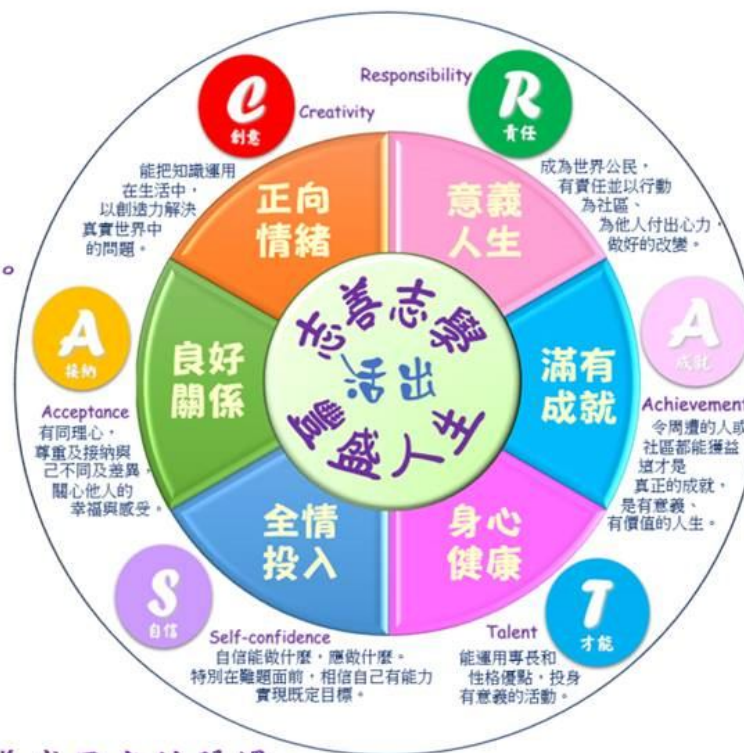 C
創意
Creativity
能把知識運用
在生活中，
以創造力解決
真實世界中
的問題。
Responsibility
R
責任
成為世界公民，
有責任並以行動
為社區、
為他人付出心力，
做好的改變。
正向
情緒
意義
人生
。
A
接納
Acceptance
有同理心，
尊重及接納與
己不同及差異，
關心他人的
幸福與感受。
良好
關係
志善志學
活出
豐盛人生
滿有
成就
A
成就
Achievement
令周遭的人或
社區都能獲益
這才是
真正的成就，
是有意義、
有價值的人生。
全情
投入
身心
健康
S
自信
Self-confidence
自信能做什麼，應做什麼。
特別在難題面前，相信自己有能力
實現既定目標。
T
才能
Talent
能運用專長和
性格優點，投身
有意義的活動。